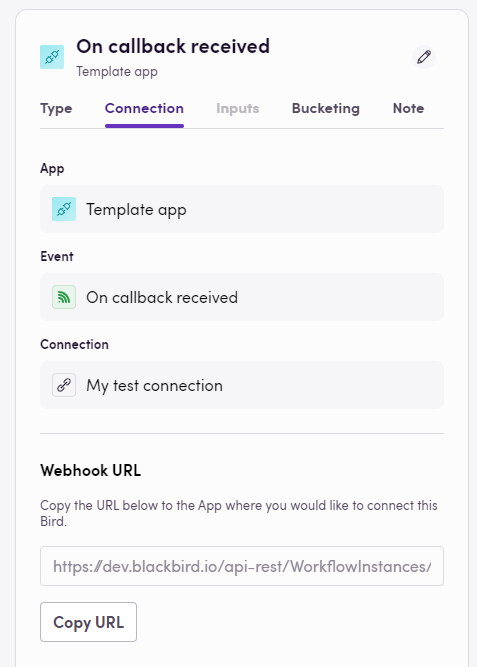 On callback received
Template app
Type Connection Inputs Bucketing Note
App
Template app
Event
On callback received
Connection
My test connection
Webhook URL
Copy the URL below to the App where you would like to connect this
Bird.
https://dev.blackbird.io/api-rest/WorkflowInstances/
Copy URL